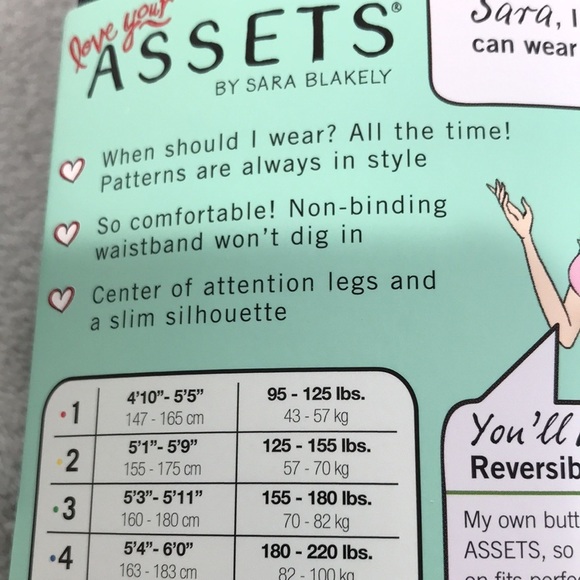 love your
ASSETS®
BY SARA BLAKELY
When should I wear? All the time!
Patterns are always in style
So comfortable! Non-binding
waistband won't dig in
Center of attention legs and
a slim silhouette
1 4'10"- 5'5" 95 - 125 lbs.
147 - 165 cm 43 - 57 kg
2 5'1"- 5'9" 125 - 155 lbs.
155 - 175 cm 57 - 70 kg
3 5'3"- 5'11" 155 - 180 lbs.
160 - 180 cm 70 - 82 kg
4 5'4"- 6'0" 180 - 220 lbs.
163 - 183 cm 82 - 100 kg
Sara, I
can wear
You'll
Reversib
My own butt
ASSETS, so
on fits